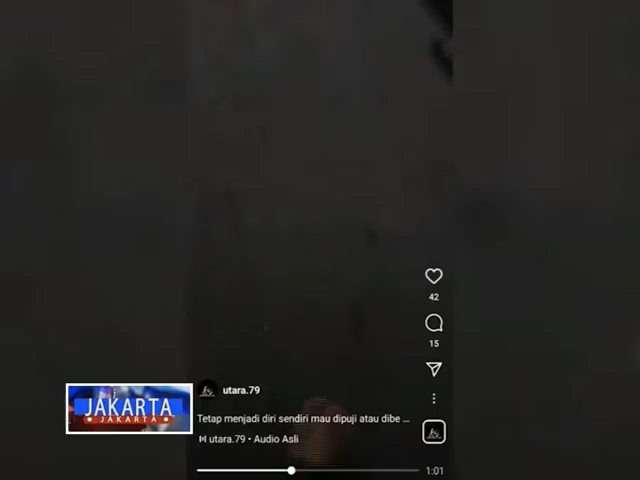 42
15
utara.79
Tetap menjadi diri sendiri mau dipuji atau dibe ...
utara.79 • Audio Asli
JAKARTA
JAKARTA
1:01